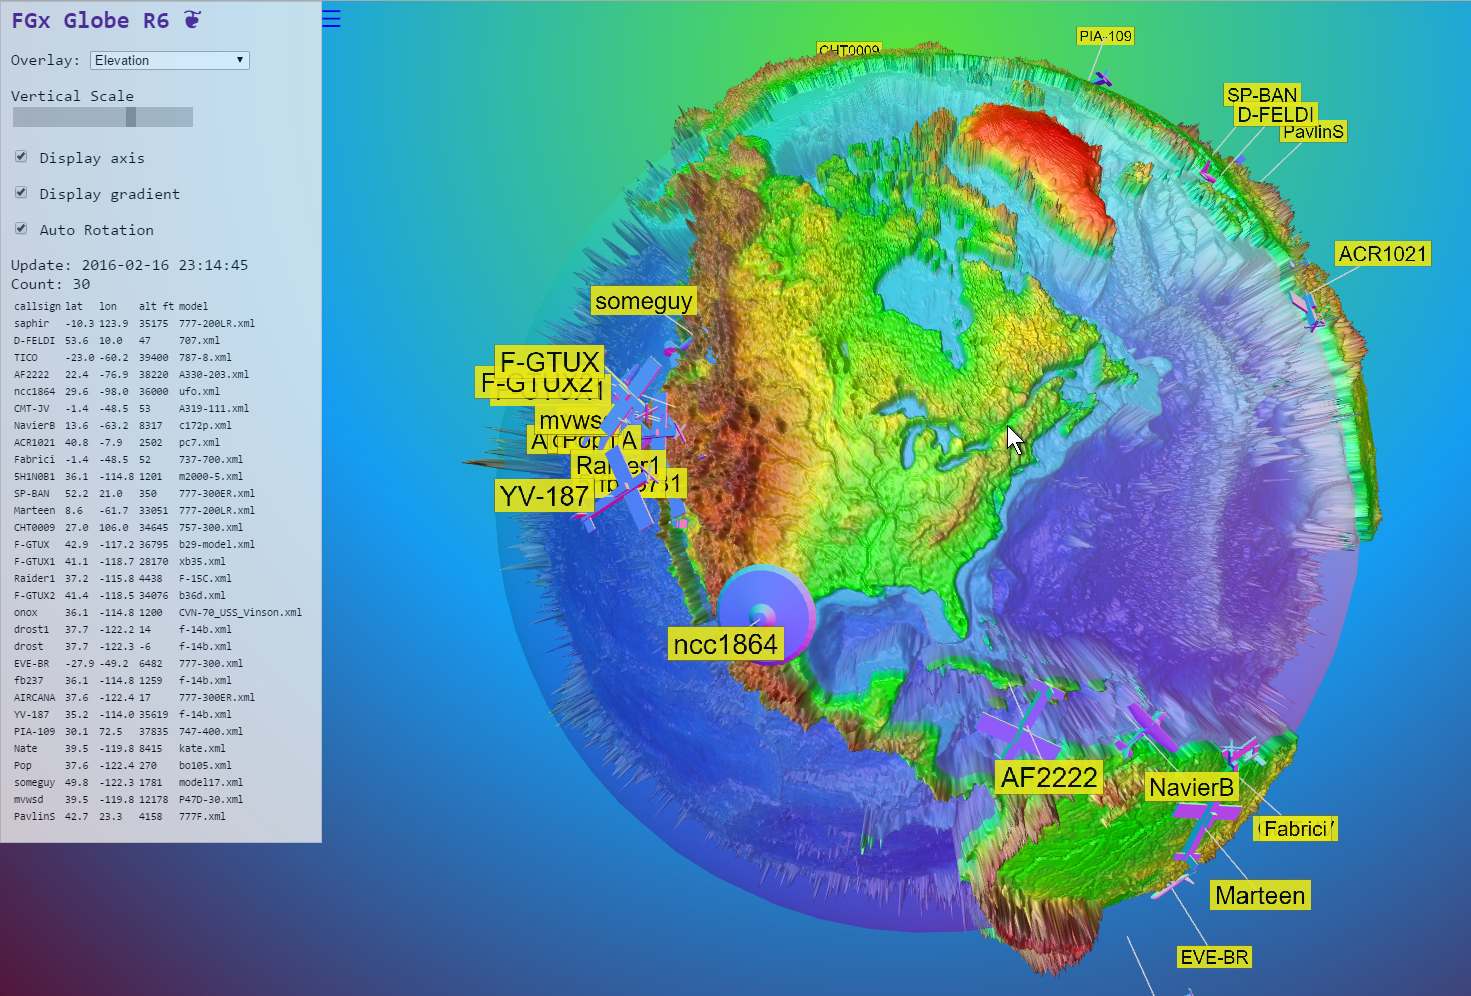 FGx Globe R6 ❦
☰
Overlay: Elevation
Vertical Scale
Display axis
Display gradient
Auto Rotation
Update: 2016-02-16 23:14:45
Count: 30
callsign lat lon alt ft model
saphir -10.3 123.9 35175 777-200LR.xml
D-FELDI 53.6 10.0 47 707.xml
TICO -23.0 -60.2 39400 787-8.xml
AF2222 22.4 -76.9 38220 A330-203.xml
ncc1864 29.6 -98.0 36000 ufo.xml
CMT-JV -1.4 -48.5 53 A319-111.xml
NavierB 13.6 -63.2 8317 c172p.xml
ACR1021 40.8 -7.9 2502 pc7.xml
Fabrici -1.4 -48.5 52 737-700.xml
5H1N0B1 36.1 -114.8 1201 m2000-5.xml
SP-BAN 52.2 21.0 350 777-300ER.xml
Marteen 8.6 -61.7 33051 777-200LR.xml
CHT0009 27.0 106.0 34645 757-300.xml
F-GTUX 42.9 -117.2 36795 b29-model.xml
F-GTUX1 41.1 -118.7 28170 xb35.xml
Raider1 37.2 -115.8 4438 F-15C.xml
F-GTUX2 41.4 -118.5 34076 b36d.xml
onox 36.1 -114.8 1200 CVN-70_USS_Vinson.xml
drost1 37.7 -122.2 14 f-14b.xml
drost 37.7 -122.3 -6 f-14b.xml
EVE-BR -27.9 -49.2 6482 777-300.xml
fb237 36.1 -114.8 1259 f-14b.xml
AIRCANA 37.6 -122.4 17 777-300ER.xml
YV-187 35.2 -114.0 35619 f-14b.xml
PIA-109 30.1 72.5 37835 747-400.xml
Nate 39.5 -119.8 8415 kate.xml
Pop 37.6 -122.4 270 bo105.xml
someguy 49.8 -122.3 1781 model17.xml
mvwsd 39.5 -119.8 12178 P47D-30.xml
PavlinS 42.7 23.3 4158 777F.xml
PIA-109
CHT0009
SP-BAN
D-FELDI
PavlinS
ACR1021
someguy
F-GTUX
F-GTUX2
mvws
Raider1
YV-187
ncc1864
AF2222
NavierB
Fabrici
Marteen
EVE-BR